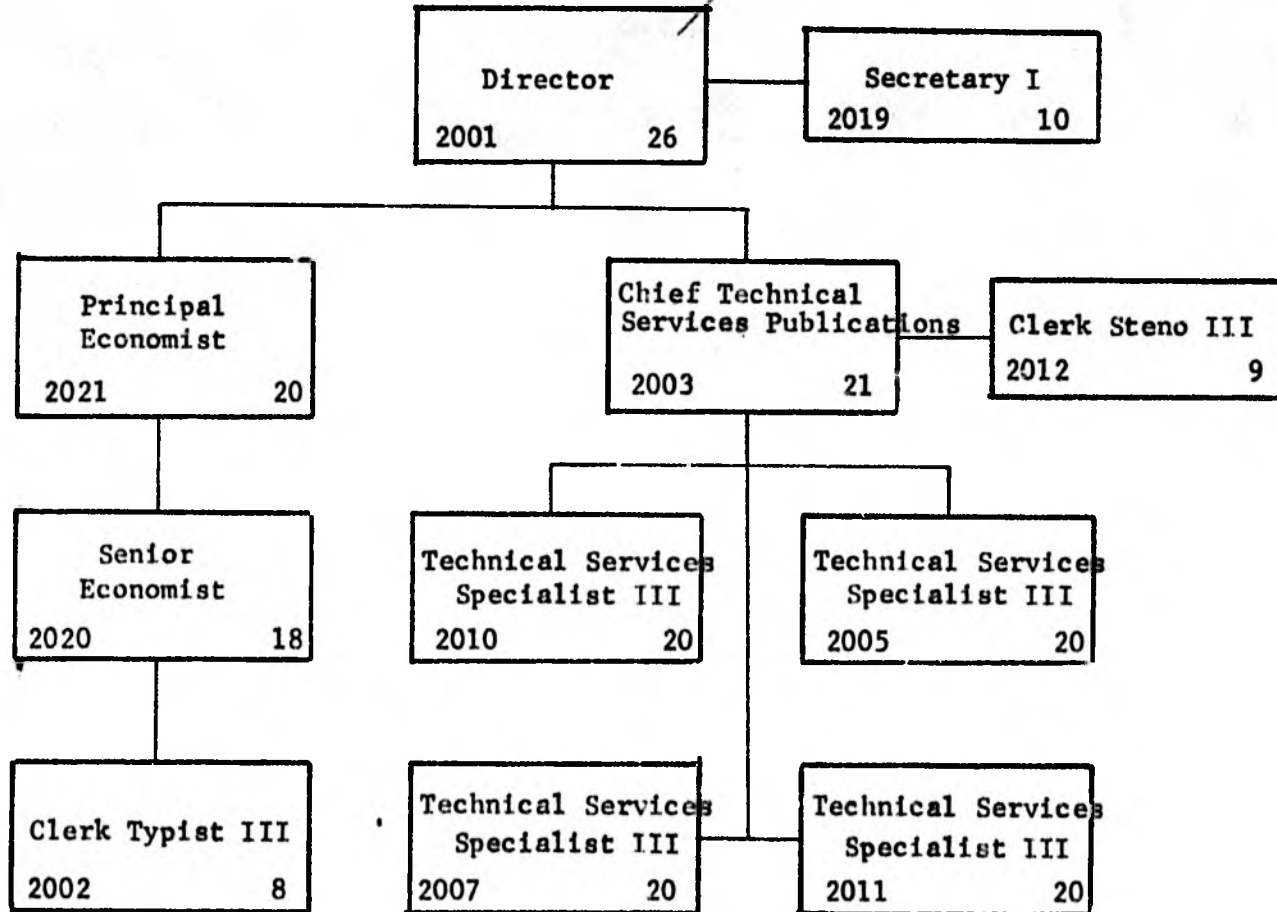 Director
2001 26
Secretary I
2019 10
Principal
Economist
2021 20
Chief Technical
Services Publications
2003 21
Clerk Steno III
2012 9
Senior
Economist
2020 18
Technical Services
Specialist III
2010 20
Technical Services
Specialist III
2005 20
Clerk Typist III
2002 8
Technical Services
Specialist III
2007 20
Technical Services
Specialist III
2011 20